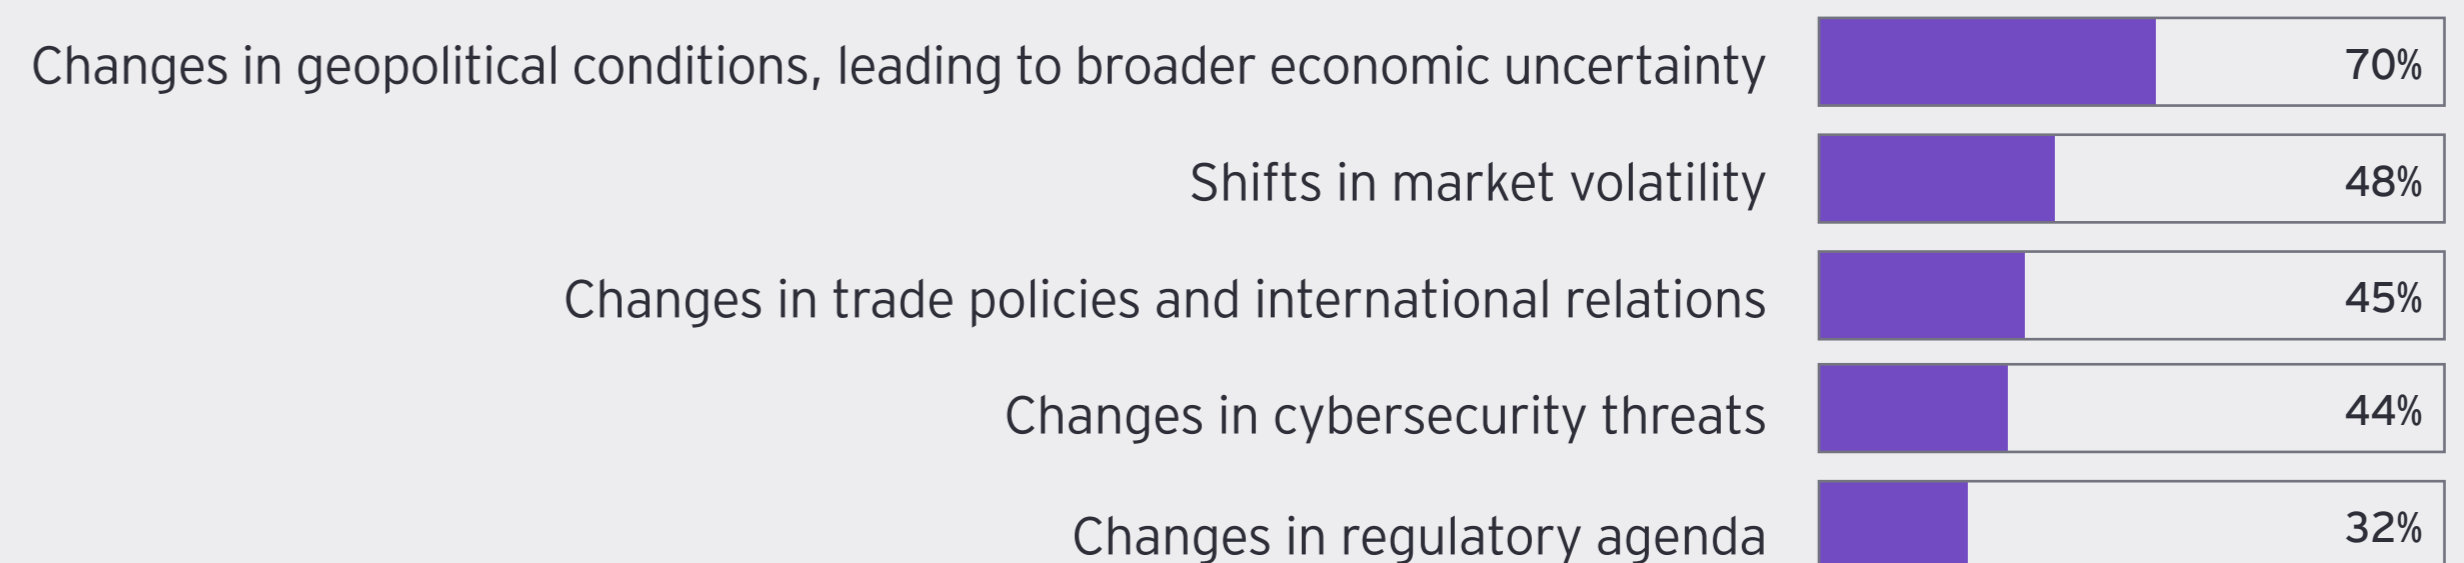 Changes in geopolitical conditions, leading to broader economic uncertainty 70%
Shifts in market volatility 48%
Changes in trade policies and international relations 45%
Changes in cybersecurity threats 44%
Changes in regulatory agenda 32%